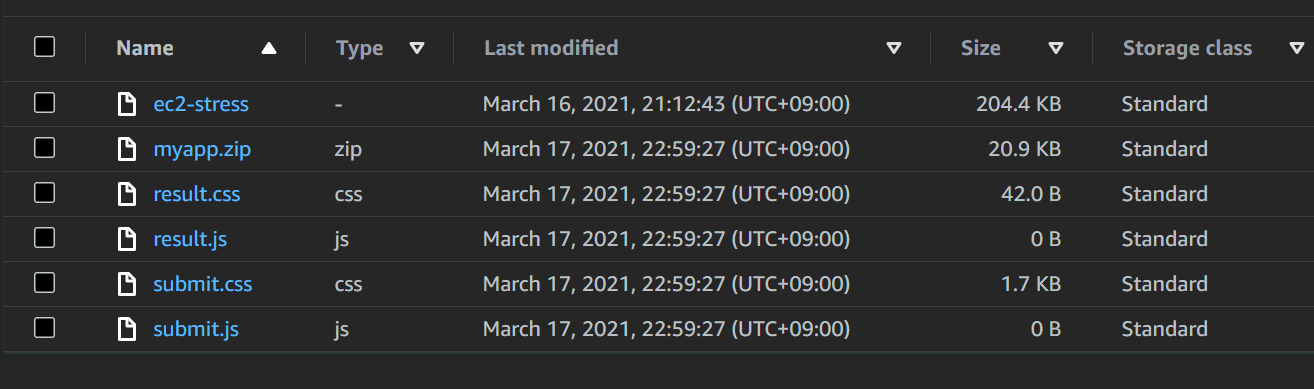 Name Type Last modified Size Storage class
ec2-stress - March 16, 2021, 21:12:43 (UTC+09:00) 204.4 KB Standard
myapp.zip zip March 17, 2021, 22:59:27 (UTC+09:00) 20.9 KB Standard
result.css css March 17, 2021, 22:59:27 (UTC+09:00) 42.0 B Standard
result.js js March 17, 2021, 22:59:27 (UTC+09:00) 0 B Standard
submit.css css March 17, 2021, 22:59:27 (UTC+09:00) 1.7 KB Standard
submit.js js March 17, 2021, 22:59:27 (UTC+09:00) 0 B Standard